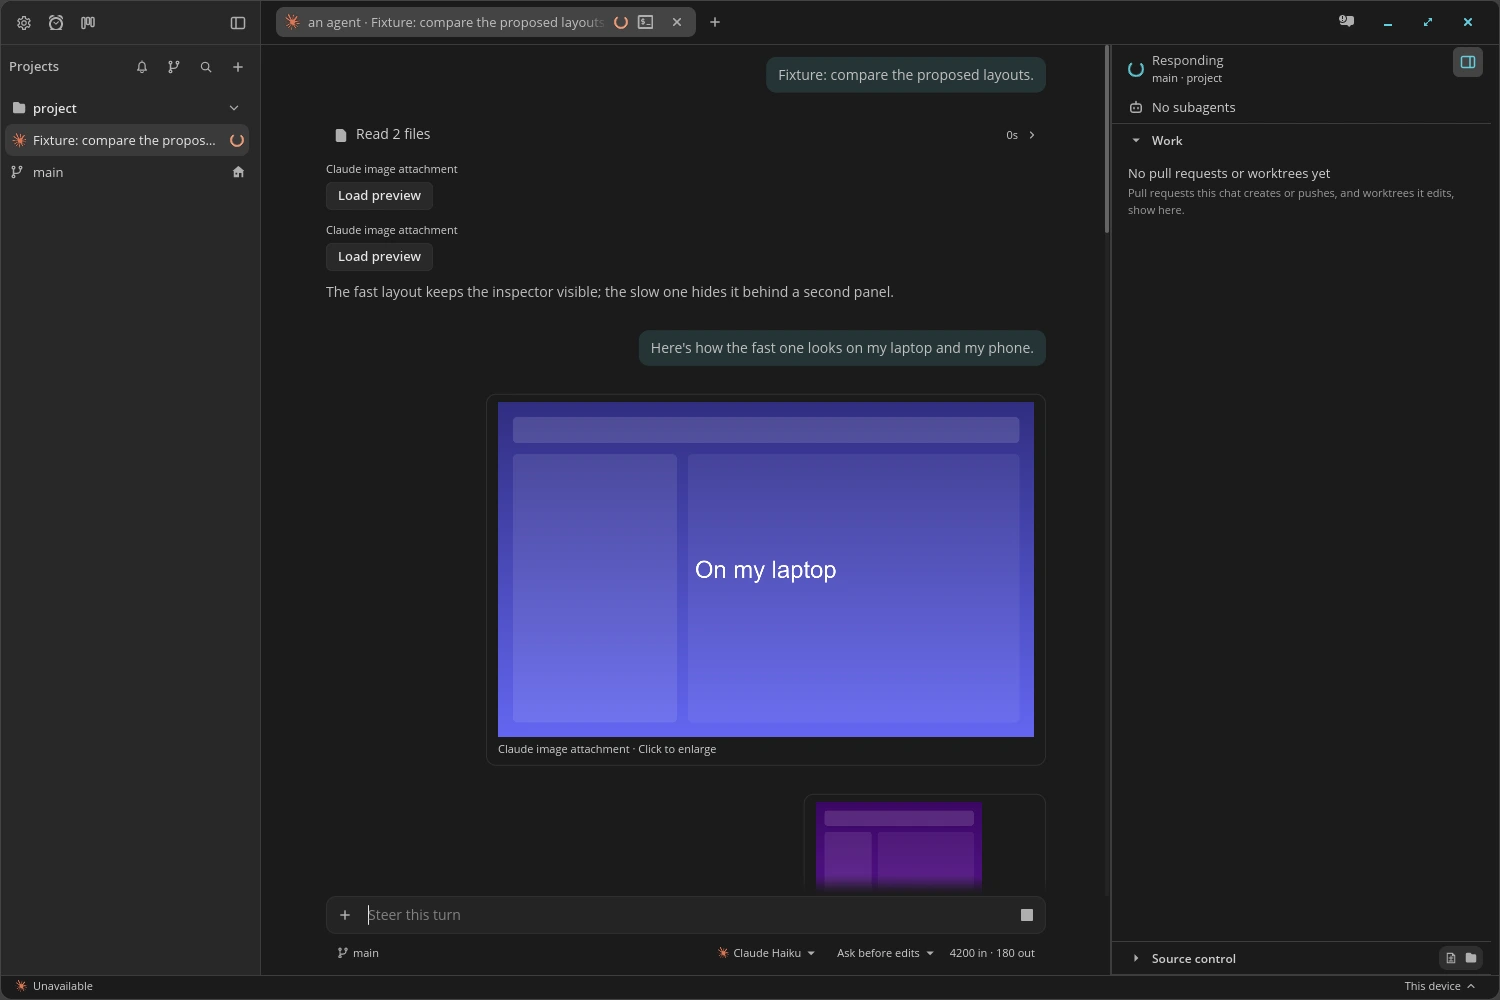 an agent · Fixture: compare the proposed layouts
Projects
project
Fixture: compare the propos...
main
Fixture: compare the proposed layouts.
Read 2 files
0s
Claude image attachment
Load preview
Claude image attachment
Load preview
The fast layout keeps the inspector visible; the slow one hides it behind a second panel.
Here's how the fast one looks on my laptop and my phone.
On my laptop
Claude image attachment · Click to enlarge
Steer this turn
main
Claude Haiku
Ask before edits
4200 in · 180 out
Responding
main · project
No subagents
Work
No pull requests or worktrees yet
Pull requests this chat creates or pushes, and worktrees it edits,
show here.
Source control
Unavailable
This device